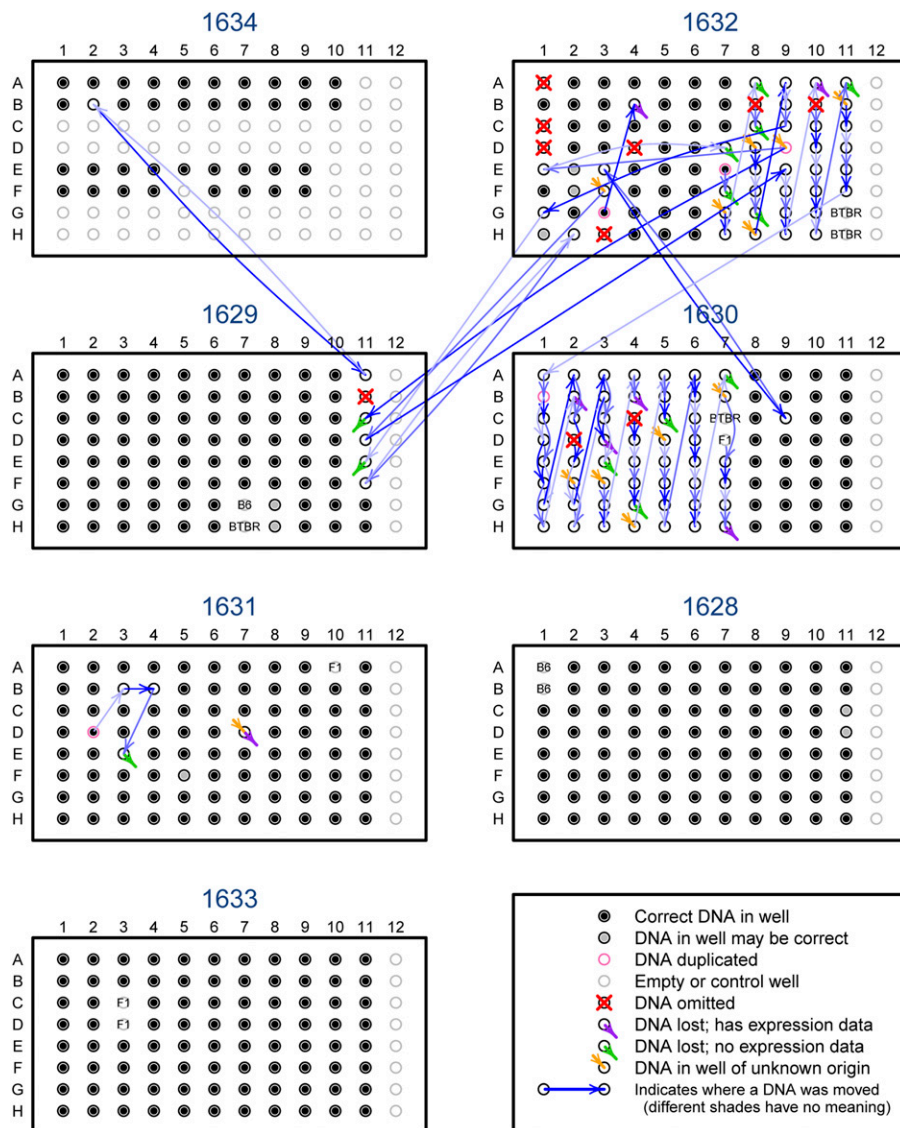 1634
1 2 3 4 5 6 7 8 9 10 11 12
A
B
C
D
E
F
G
H
1632
1 2 3 4 5 6 7 8 9 10 11 12
A
B
C
D
E
F
G BTBR
H BTBR
1629
1 2 3 4 5 6 7 8 9 10 11 12
A
B
C
D
E
F
G B6
H BTBR
1630
1 2 3 4 5 6 7 8 9 10 11 12
A
B
C BTBR
D F1
E
F
G
H
1631
1 2 3 4 5 6 7 8 9 10 11 12
A F1
B
C
D
E
F
G
H
1628
1 2 3 4 5 6 7 8 9 10 11 12
A B6
B B6
C
D
E
F
G
H
1633
1 2 3 4 5 6 7 8 9 10 11 12
A
B
C F1
D F1
E
F
G
H
Correct DNA in well
DNA in well may be correct
DNA duplicated
Empty or control well
DNA omitted
DNA lost; has expression data
DNA lost; no expression data
DNA in well of unknown origin
Indicates where a DNA was moved
(different shades have no meaning)